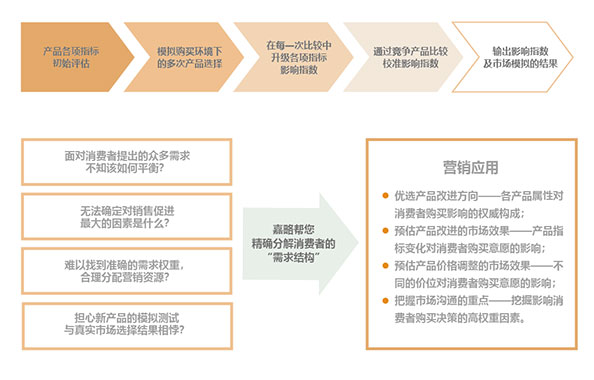 产品各项指标
初始评估
模拟购买环境下
的多次产品选择
在每一次比较中
升级各项指标
影响指数
通过竞争产品比较
校准影响指数
输出影响指数
及市场模拟的结果
面对消费者提出的众多需求
不知该如何平衡?
无法确定对销售促进
最大的因素是什么?
难以找到准确的需求权重,
合理分配营销资源?
担心新产品的模拟测试
与真实市场选择结果相悖?
嘉略帮您
精确分解消费者的
“需求结构”
营销应用
● 优选产品改进方向——各产品属性对
消费者购买影响的权威构成；
● 预估产品改进的市场效果——产品指
标变化对消费者购买意愿的影响；
● 预估产品价格调整的市场效果——不
同的价位对消费者购买意愿的影响；
● 把握市场沟通的重点——挖掘影响消
费者购买决策的高权重因素。